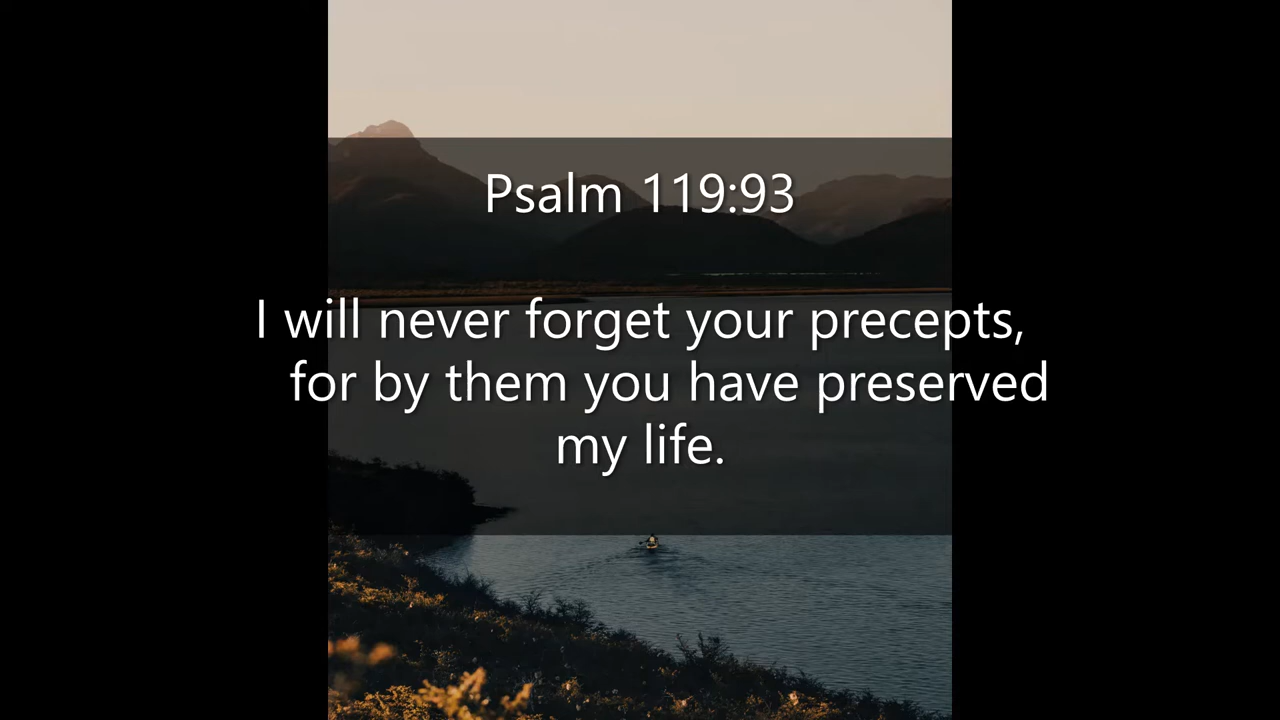 Psalm 119:93
I will never forget your precepts,
for by them you have preserved
my life.